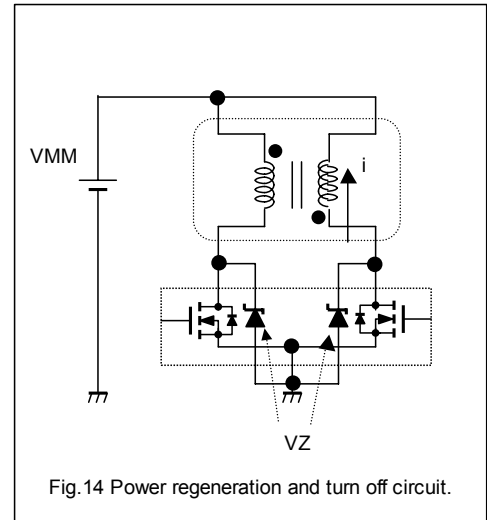 VMM
i
VZ
Fig.14 Power regeneration and turn off circuit.